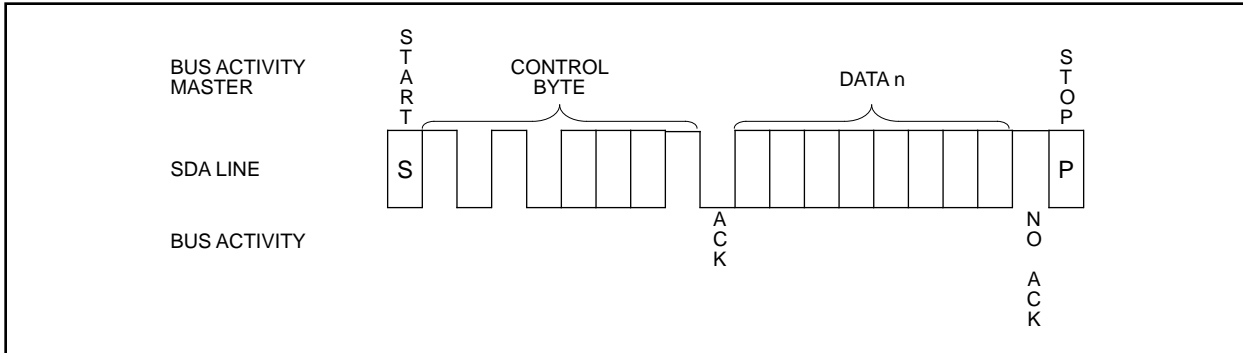 BUS ACTIVITY
MASTER
START
CONTROL
BYTE
DATA n
STOP
SDA LINE
S
P
BUS ACTIVITY
ACK
NO ACK